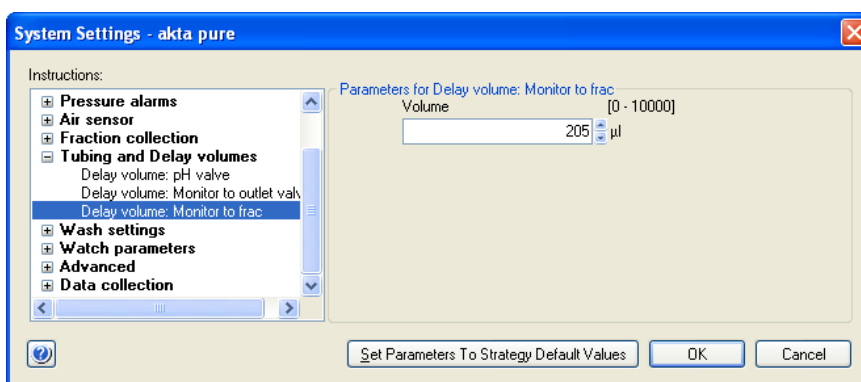 System Settings - akta pure
Instructions:
Pressure alarms
Air sensor
Fraction collection
Tubing and Delay volumes
Delay volume: pH valve
Delay volume: Monitor to outlet valv
Delay volume: Monitor to frac
Wash settings
Watch parameters
Advanced
Data collection
Parameters for Delay volume: Monitor to frac
Volume [0 - 10000]
205 µl
Set Parameters To Strategy Default Values OK Cancel